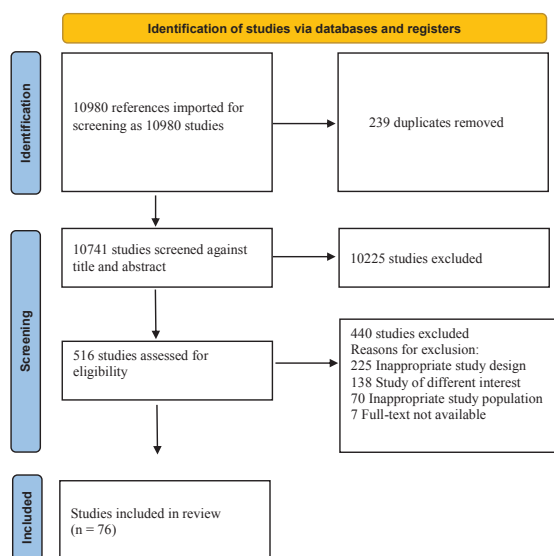 Identification of studies via databases and registers
Identification
10980 references imported for
screening as 10980 studies
239 duplicates removed
Screening
10741 studies screened against
title and abstract
10225 studies excluded
516 studies assessed for
eligibility
440 studies excluded
Reasons for exclusion:
225 Inappropriate study design
138 Study of different interest
70 Inappropriate study population
7 Full-text not available
Included
Studies included in review
(n = 76)